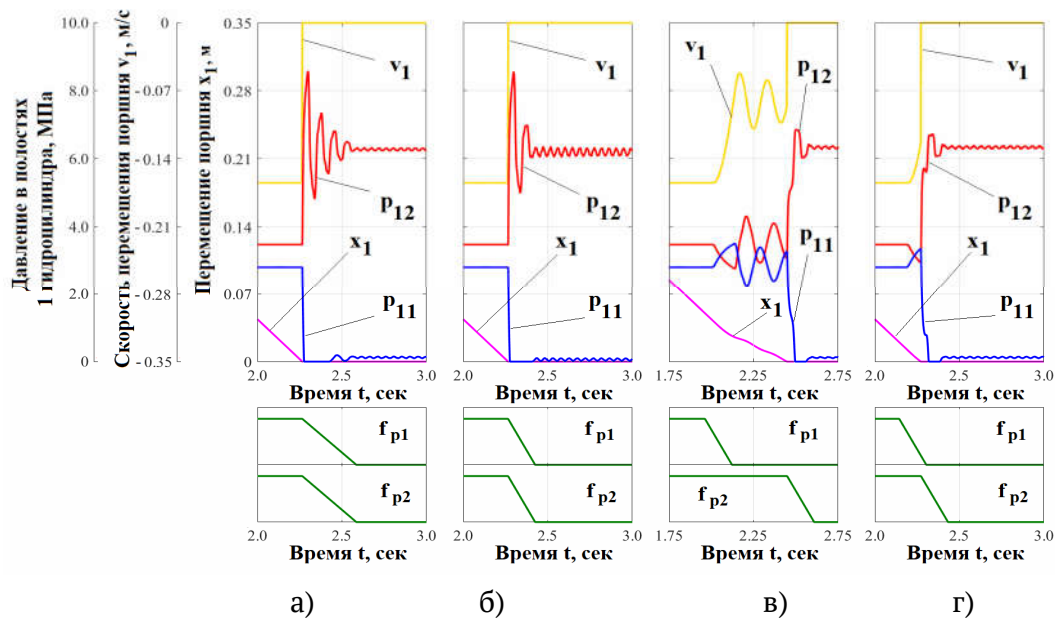 Давление в полостях
1 гидроцилиндра, МПа
10.0
8.0
6.0
4.0
2.0
0
Скорость перемещения поршня v1, м/с
0
-0.07
-0.14
-0.21
-0.28
-0.35
Перемещение поршня x1, м
0.35
0.28
0.21
0.14
0.07
0
v1
p12
x1
p11
2.0 2.5 3.0
Время t, сек
v1
p12
x1
p11
2.0 2.5 3.0
Время t, сек
v1
p12
p11
x1
1.75 2.25 2.75
Время t, сек
v1
p12
x1
p11
2.0 2.5 3.0
Время t, сек
fp1
fp2
2.0 2.5 3.0
Время t, сек
fp1
fp2
2.0 2.5 3.0
Время t, сек
fp1
fp2
1.75 2.25 2.75
Время t, сек
fp1
fp2
2.0 2.5 3.0
Время t, сек
а) б) в) г)